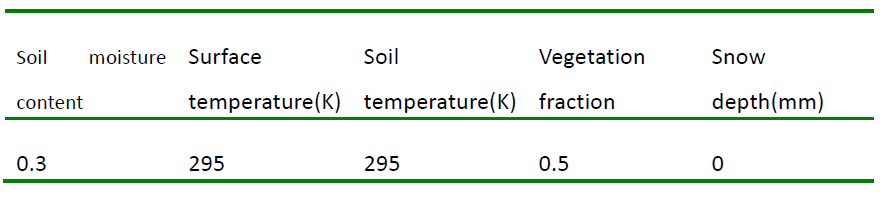 Soil moisture Surface Soil Vegetation Snow
content temperature(K) temperature(K) fraction depth(mm)
0.3 295 295 0.5 0